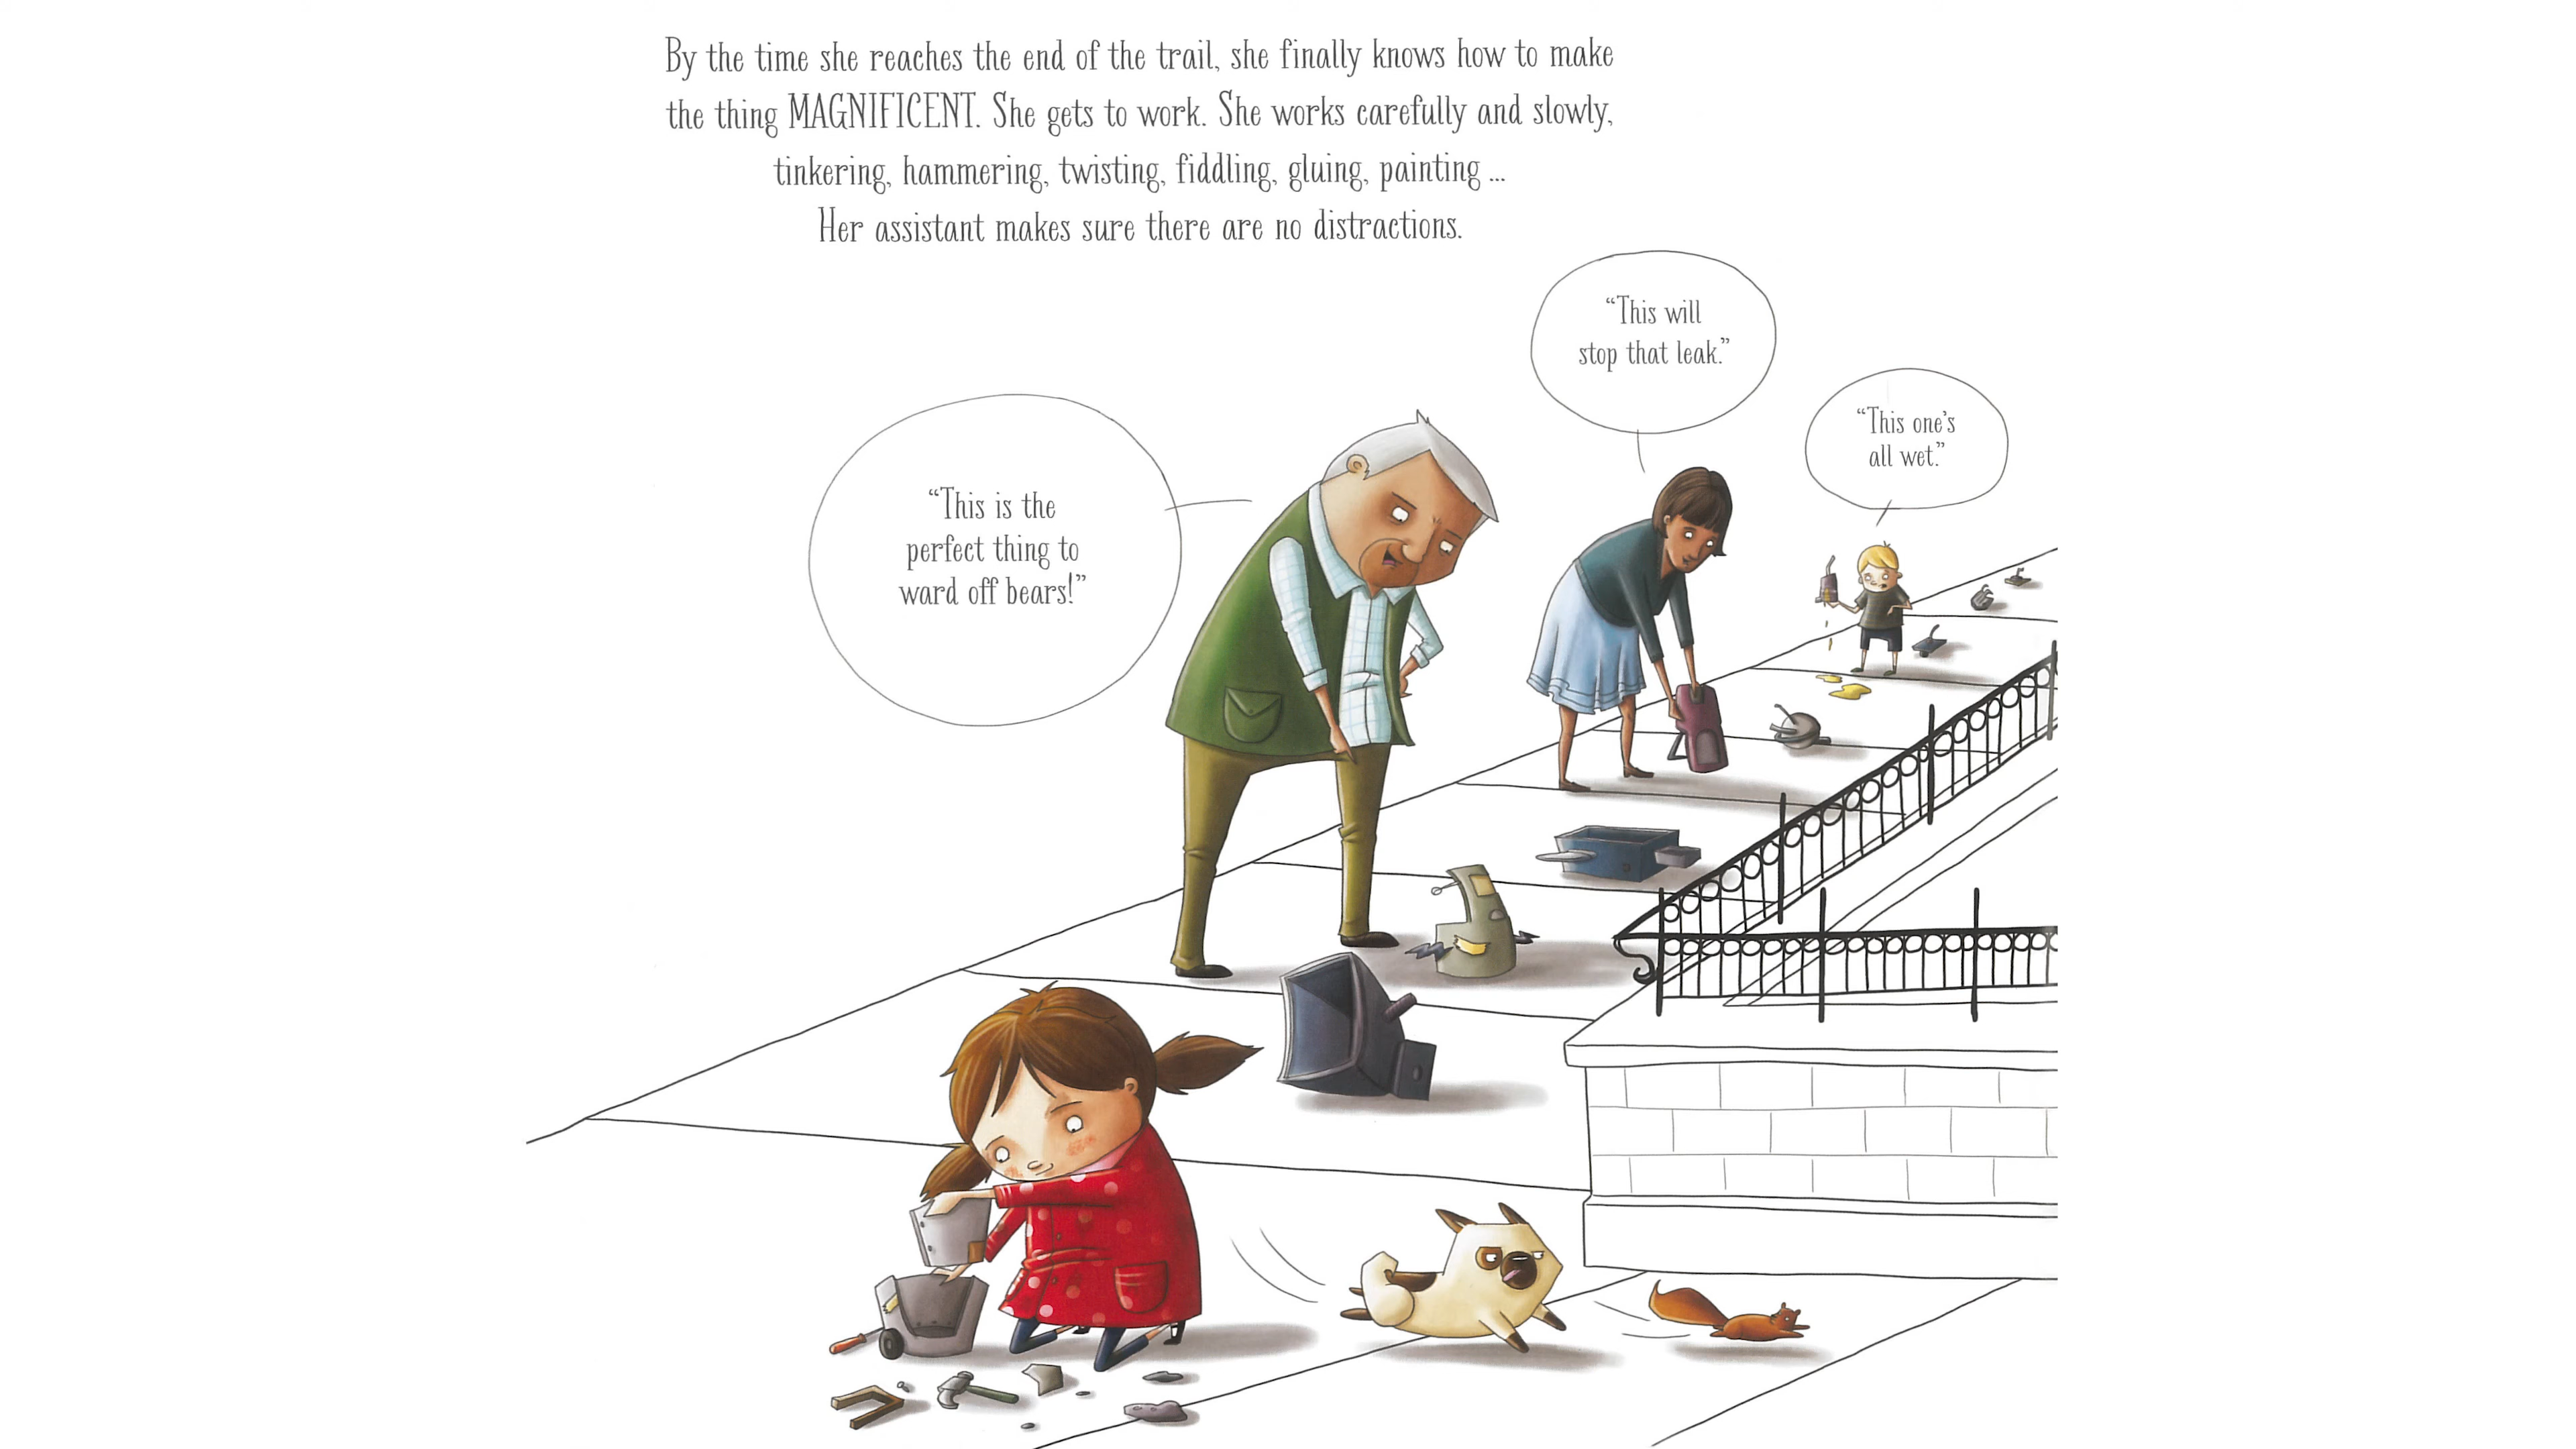 By the time she reaches the end of the trail, she finally knows how to make
the thing MAGNIFICENT. She gets to work. She works carefully and slowly,
tinkering, hammering, twisting, fiddling, gluing, painting ...
Her assistant makes sure there are no distractions.
“This is the
perfect thing to
ward off bears!”
“This will
stop that leak.”
“This one’s
all wet.”